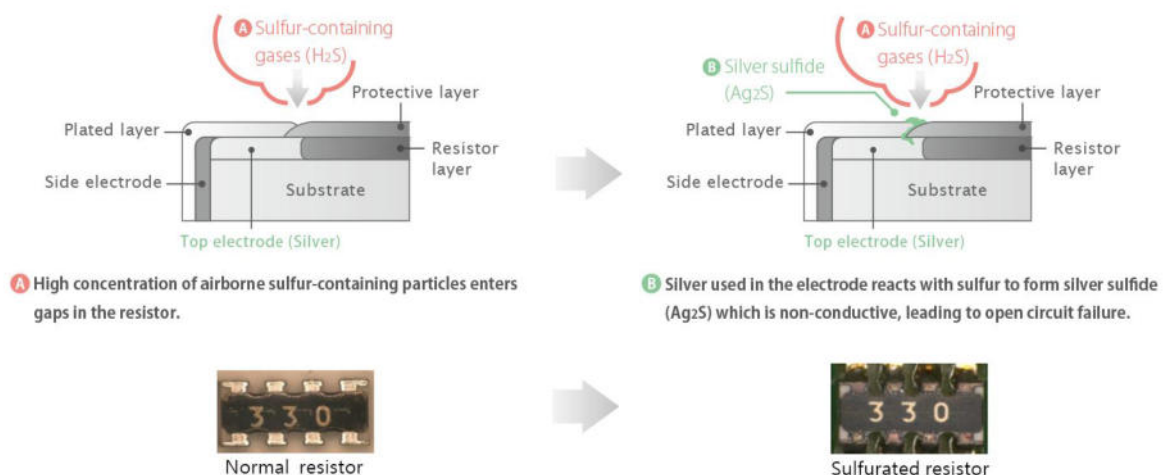 A Sulfur-containing
gases (H2S)
Protective layer
Plated layer
Resistor
layer
Side electrode
Substrate
Top electrode (Silver)
A Sulfur-containing
gases (H2S)
B Silver sulfide
(Ag2S)
Protective layer
Plated layer
Resistor
layer
Side electrode
Substrate
Top electrode (Silver)
A High concentration of airborne sulfur-containing particles enters
gaps in the resistor.
B Silver used in the electrode reacts with sulfur to form silver sulfide
(Ag2S) which is non-conductive, leading to open circuit failure.
330
Normal resistor
330
Sulfurated resistor